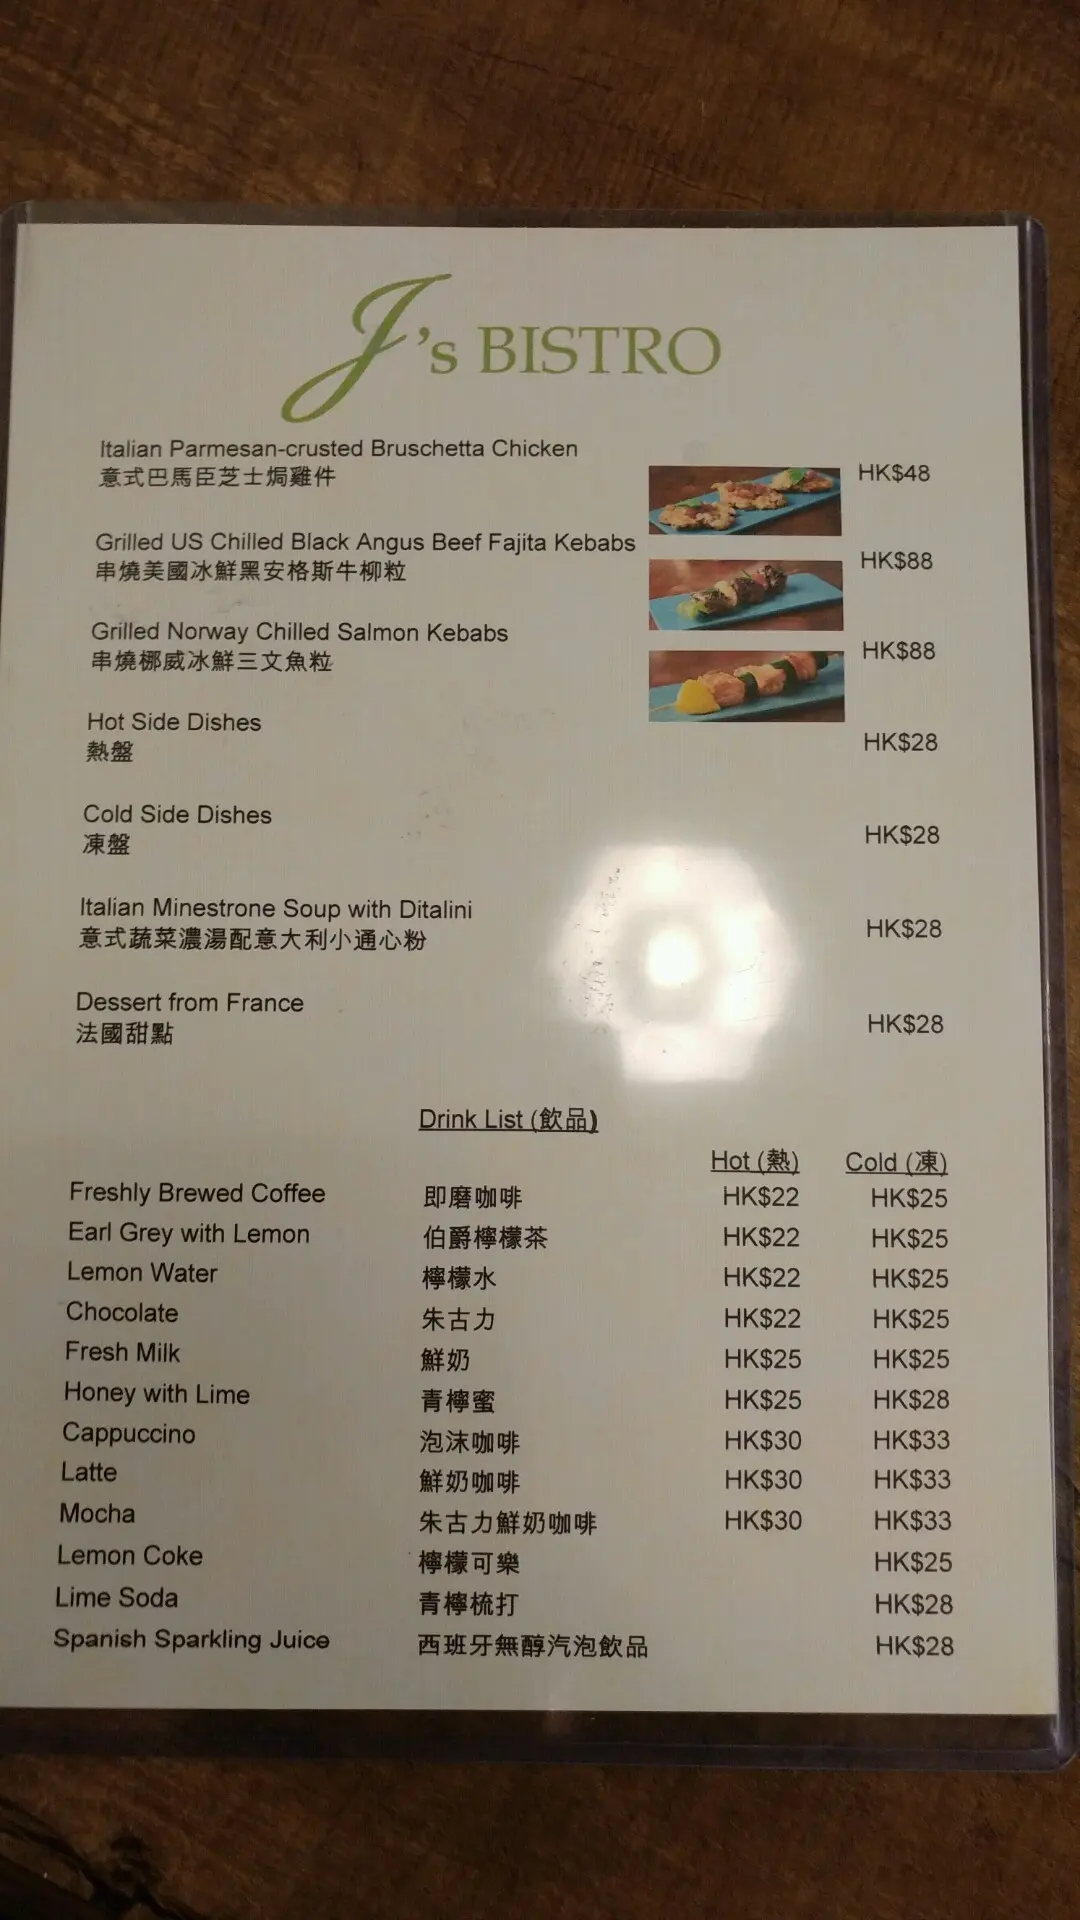 J's BISTRO
Italian Parmesan-crusted Bruschetta Chicken
意式巴馬臣芝士焗雞件
HK$48
Grilled US Chilled Black Angus Beef Fajita Kebabs
串燒美國冰鮮黑安格斯牛柳粒
HK$88
Grilled Norway Chilled Salmon Kebabs
串燒梛威冰鮮三文魚粒
HK$88
Hot Side Dishes
熱盤
HK$28
Cold Side Dishes
凍盤
HK$28
Italian Minestrone Soup with Ditalini
意式蔬菜濃湯配意大利小通心粉
HK$28
Dessert from France
法國甜點
HK$28
Drink List (飲品)
Hot (熱) Cold (凍)
Freshly Brewed Coffee 即磨咖啡 HK$22 HK$25
Earl Grey with Lemon 伯爵檸檬茶 HK$22 HK$25
Lemon Water 檸檬水 HK$22 HK$25
Chocolate 朱古力 HK$22 HK$25
Fresh Milk 鮮奶 HK$25 HK$25
Honey with Lime 青檸蜜 HK$25 HK$28
Cappuccino 泡沫咖啡 HK$30 HK$33
Latte 鮮奶咖啡 HK$30 HK$33
Mocha 朱古力鮮奶咖啡 HK$30 HK$33
Lemon Coke 檸檬可樂 HK$25
Lime Soda 青檸梳打 HK$28
Spanish Sparkling Juice 西班牙無醇汽泡飲品 HK$28